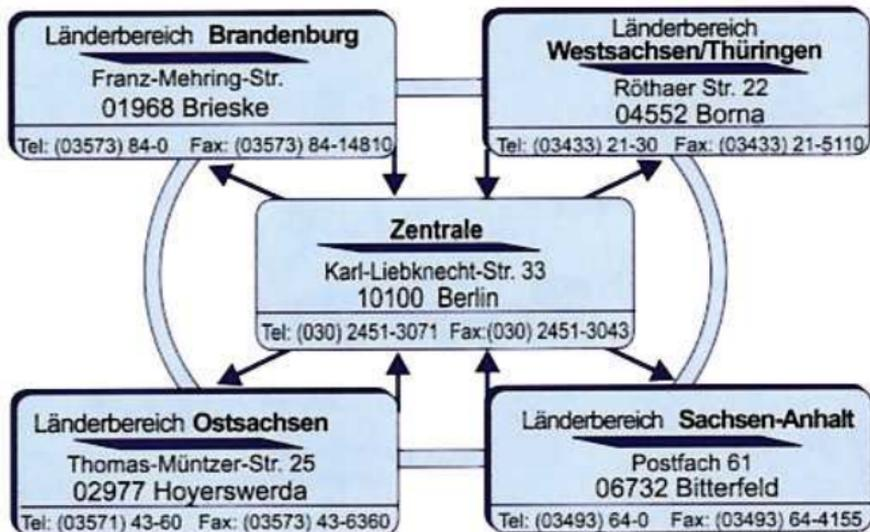 Länderbereich Brandenburg
Franz-Mehring-Str.
01968 Brieske
Tel: (03573) 84-0 Fax: (03573) 84-14810
Länderbereich
Westsachsen/Thüringen
Röthaer Str. 22
04552 Borna
Tel: (03433) 21-30 Fax: (03433) 21-5110
Zentrale
Karl-Liebknecht-Str. 33
10100 Berlin
Tel: (030) 2451-3071 Fax:(030) 2451-3043
Länderbereich Ostsachsen
Thomas-Müntzer-Str. 25
02977 Hoyerswerda
Tel: (03571) 43-60 Fax: (03573) 43-6360
Länderbereich Sachsen-Anhalt
Postfach 61
06732 Bitterfeld
Tel: (03493) 64-0 Fax: (03493) 64-4155